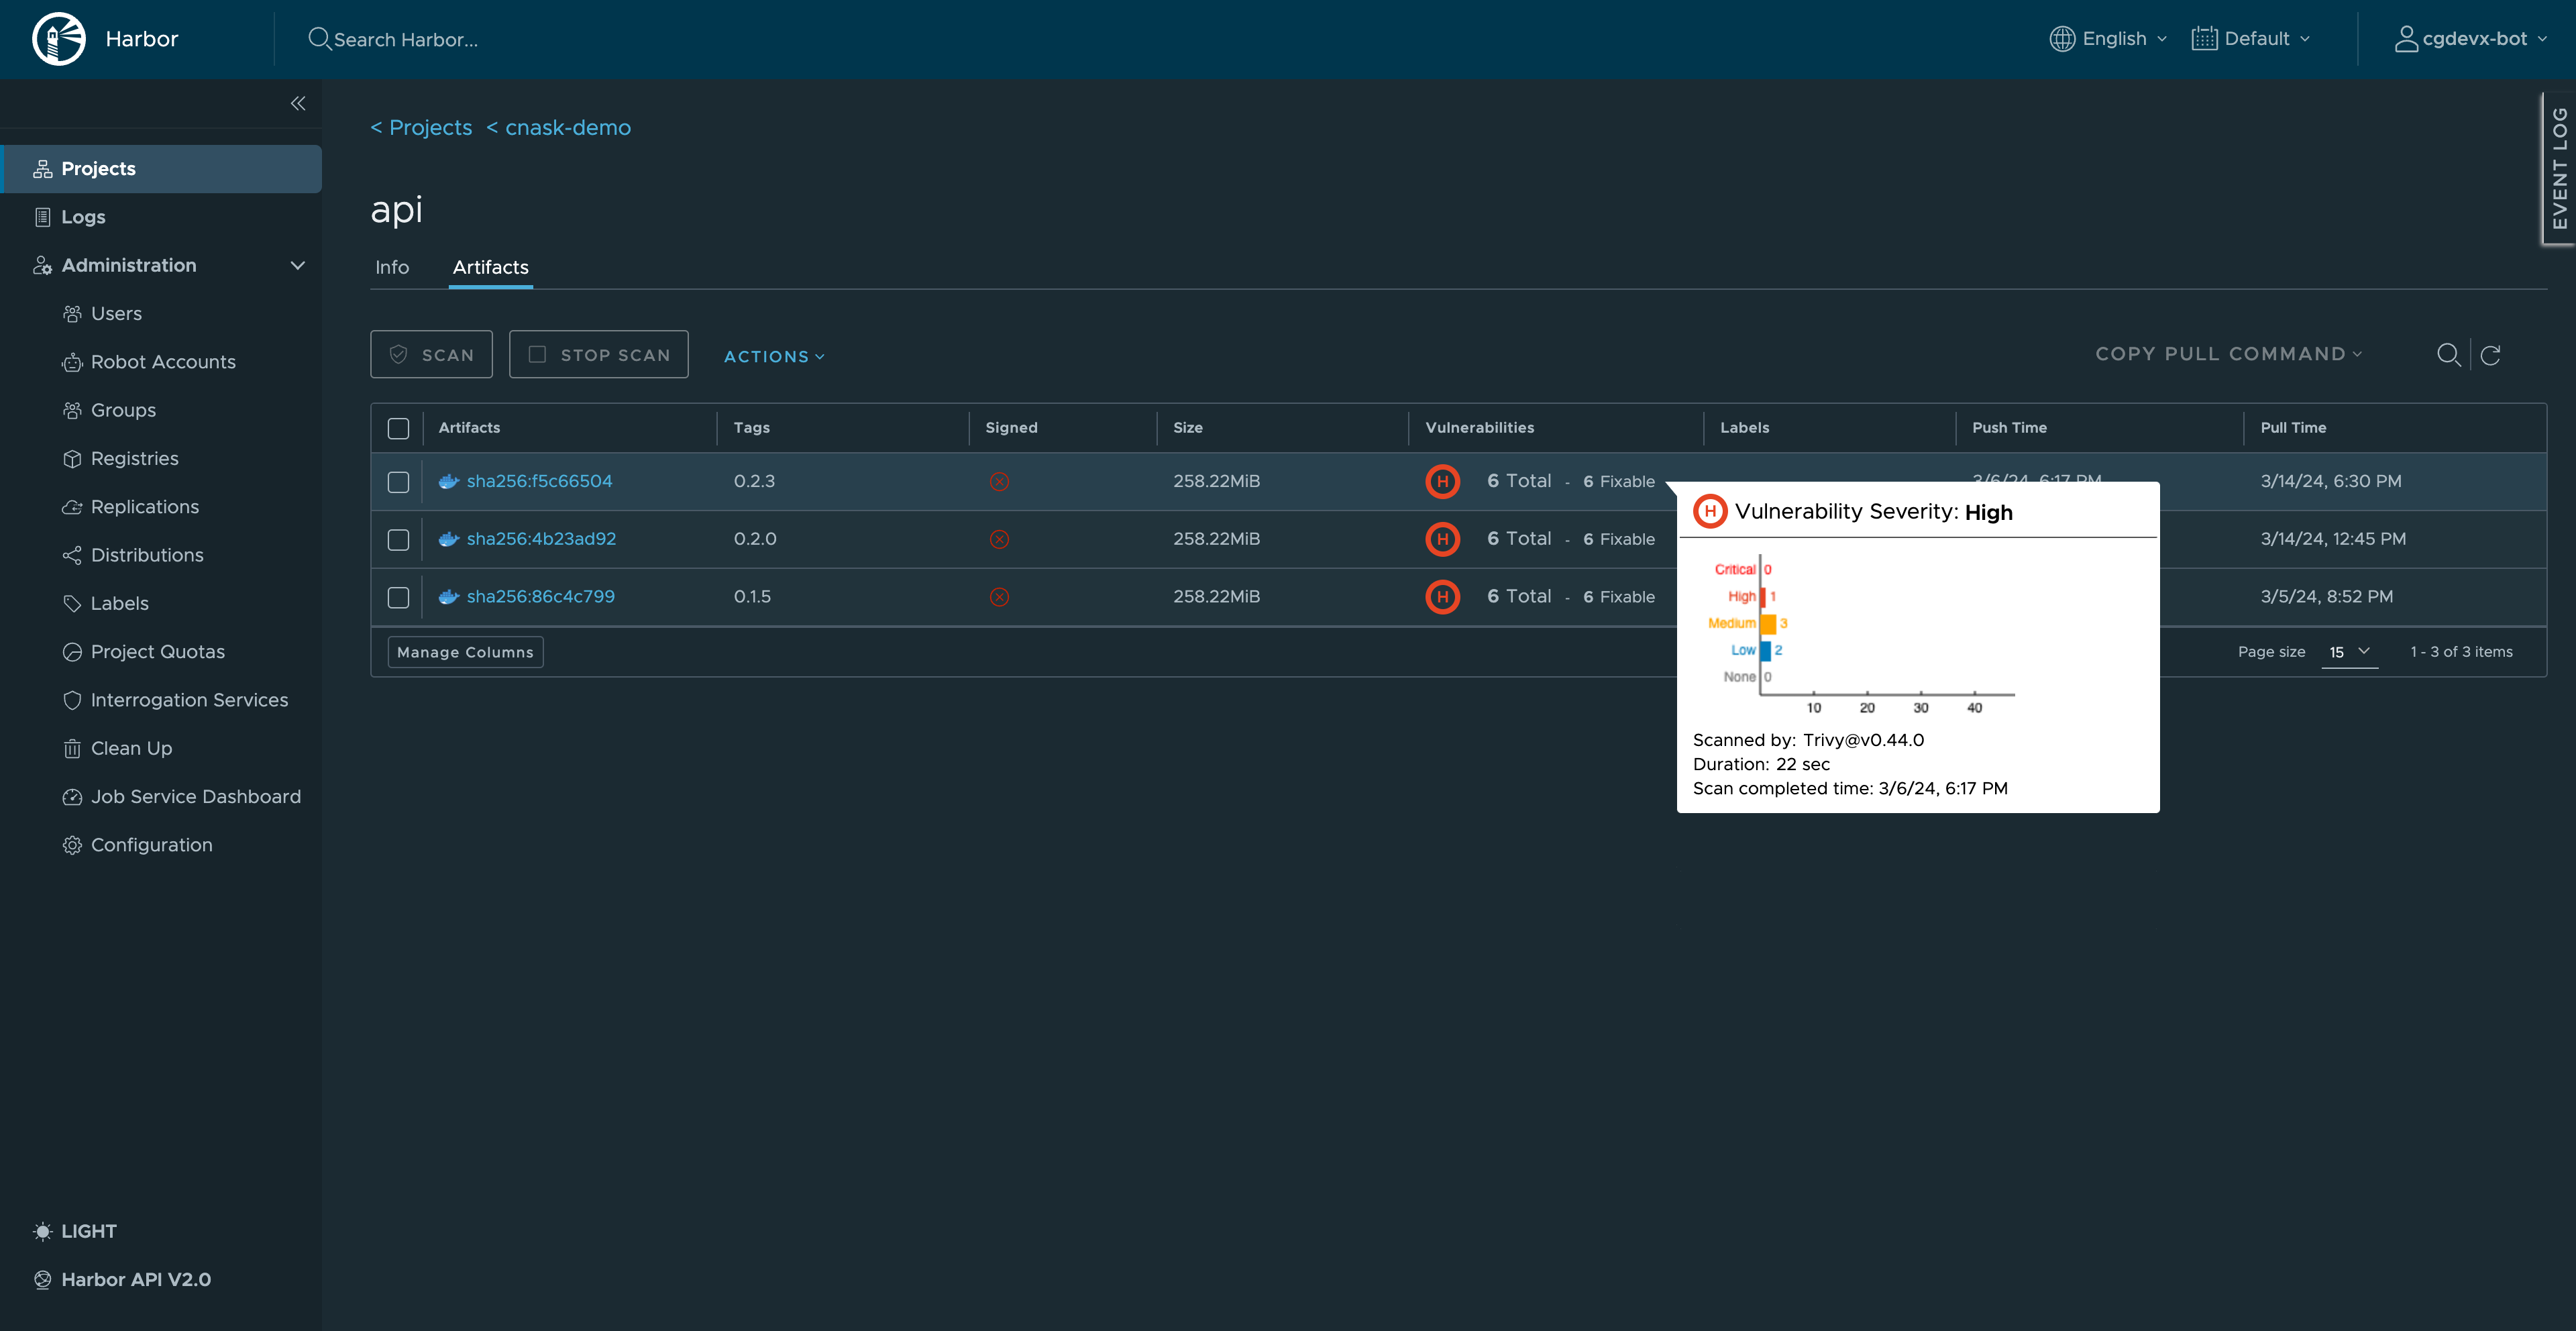 Harbor
Search Harbor...
English
Default
cgdevx-bot
EVENT LOG
< Projects < cnask-demo
Projects
Logs
Administration
Users
Robot Accounts
Groups
Registries
Replications
Distributions
Labels
Project Quotas
Interrogation Services
Clean Up
Job Service Dashboard
Configuration
LIGHT
Harbor API V2.0
api
Info Artifacts
SCAN STOP SCAN ACTIONS COPY PULL COMMAND
Artifacts Tags Signed Size Vulnerabilities Labels Push Time Pull Time
sha256:f5c66504 0.2.3 258.22MiB H 6 Total - 6 Fixable 3/6/24, 6:17 PM 3/14/24, 6:30 PM
sha256:4b23ad92 0.2.0 258.22MiB H 6 Total - 6 Fixable 3/14/24, 12:45 PM
sha256:86c4c799 0.1.5 258.22MiB H 6 Total - 6 Fixable 3/5/24, 8:52 PM
Manage Columns Page size 15 1 - 3 of 3 items
H Vulnerability Severity: High
Critical 0
High 1
Medium 3
Low 2
None 0
10 20 30 40
Scanned by: Trivy@v0.44.0
Duration: 22 sec
Scan completed time: 3/6/24, 6:17 PM